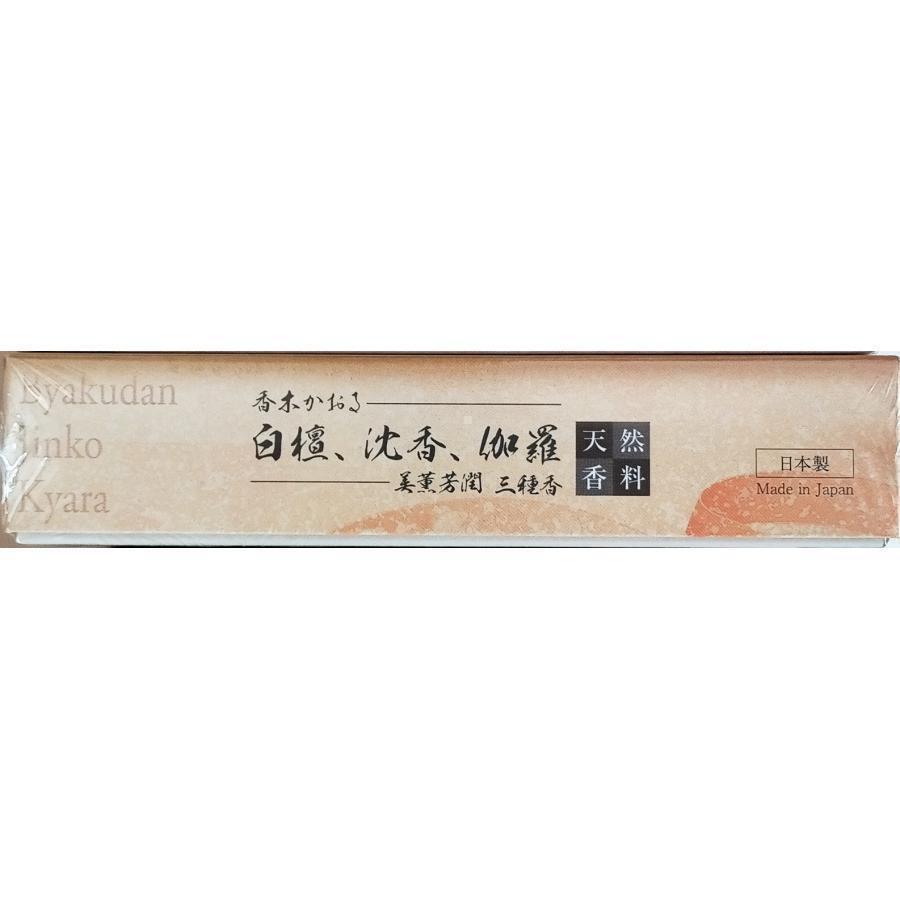 Byakudan
Jinko
Kyara
香木かおる
白檀、沈香、伽羅
美薫芳潤 三種香
天然
香料
日本製
Made in Japan